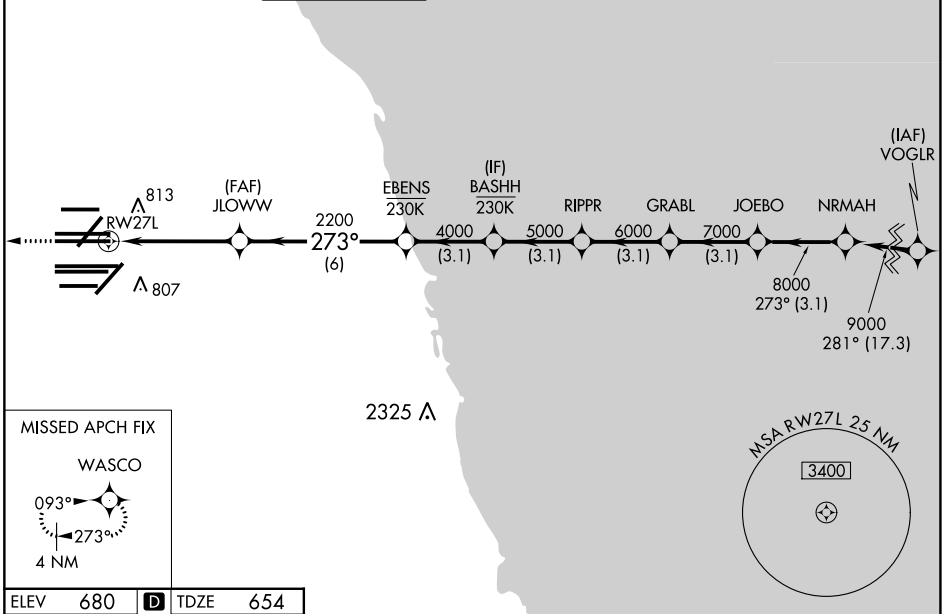 (IAF)
VOGLR
(FAF)
JLOWW
EBENS
230K
(IF)
BASHH
230K
RIPPR
GRABL
JOEBO
NRMAH
813
RW27L
807
2200
273°
(6)
4000
(3.1)
5000
(3.1)
6000
(3.1)
7000
(3.1)
8000
273° (3.1)
9000
281° (17.3)
2325
MISSED APCH FIX
WASCO
093°
273°
4 NM
MSA RW27L 25 NM
3400
ELEV 680 D TDZE 654